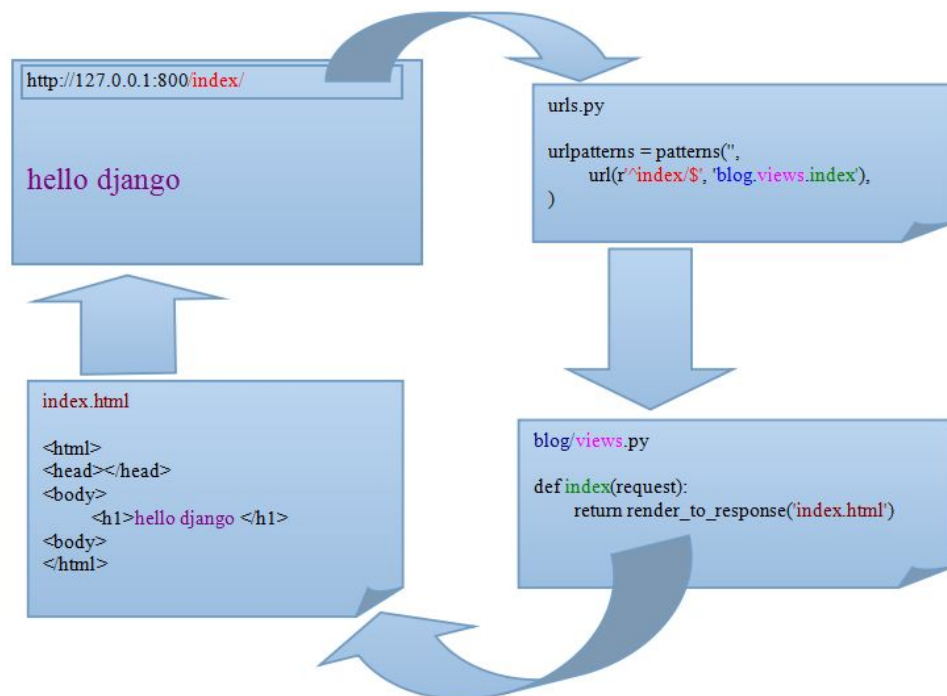 http://127.0.0.1:800/index/
hello django
urls.py
urlpatterns = patterns('',
url(r'^index/$', 'blog.views.index'),
)
blog/views.py
def index(request):
return render_to_response('index.html')
index.html
<html>
<head></head>
<body>
<h1>hello django </h1>
<body>
</html>